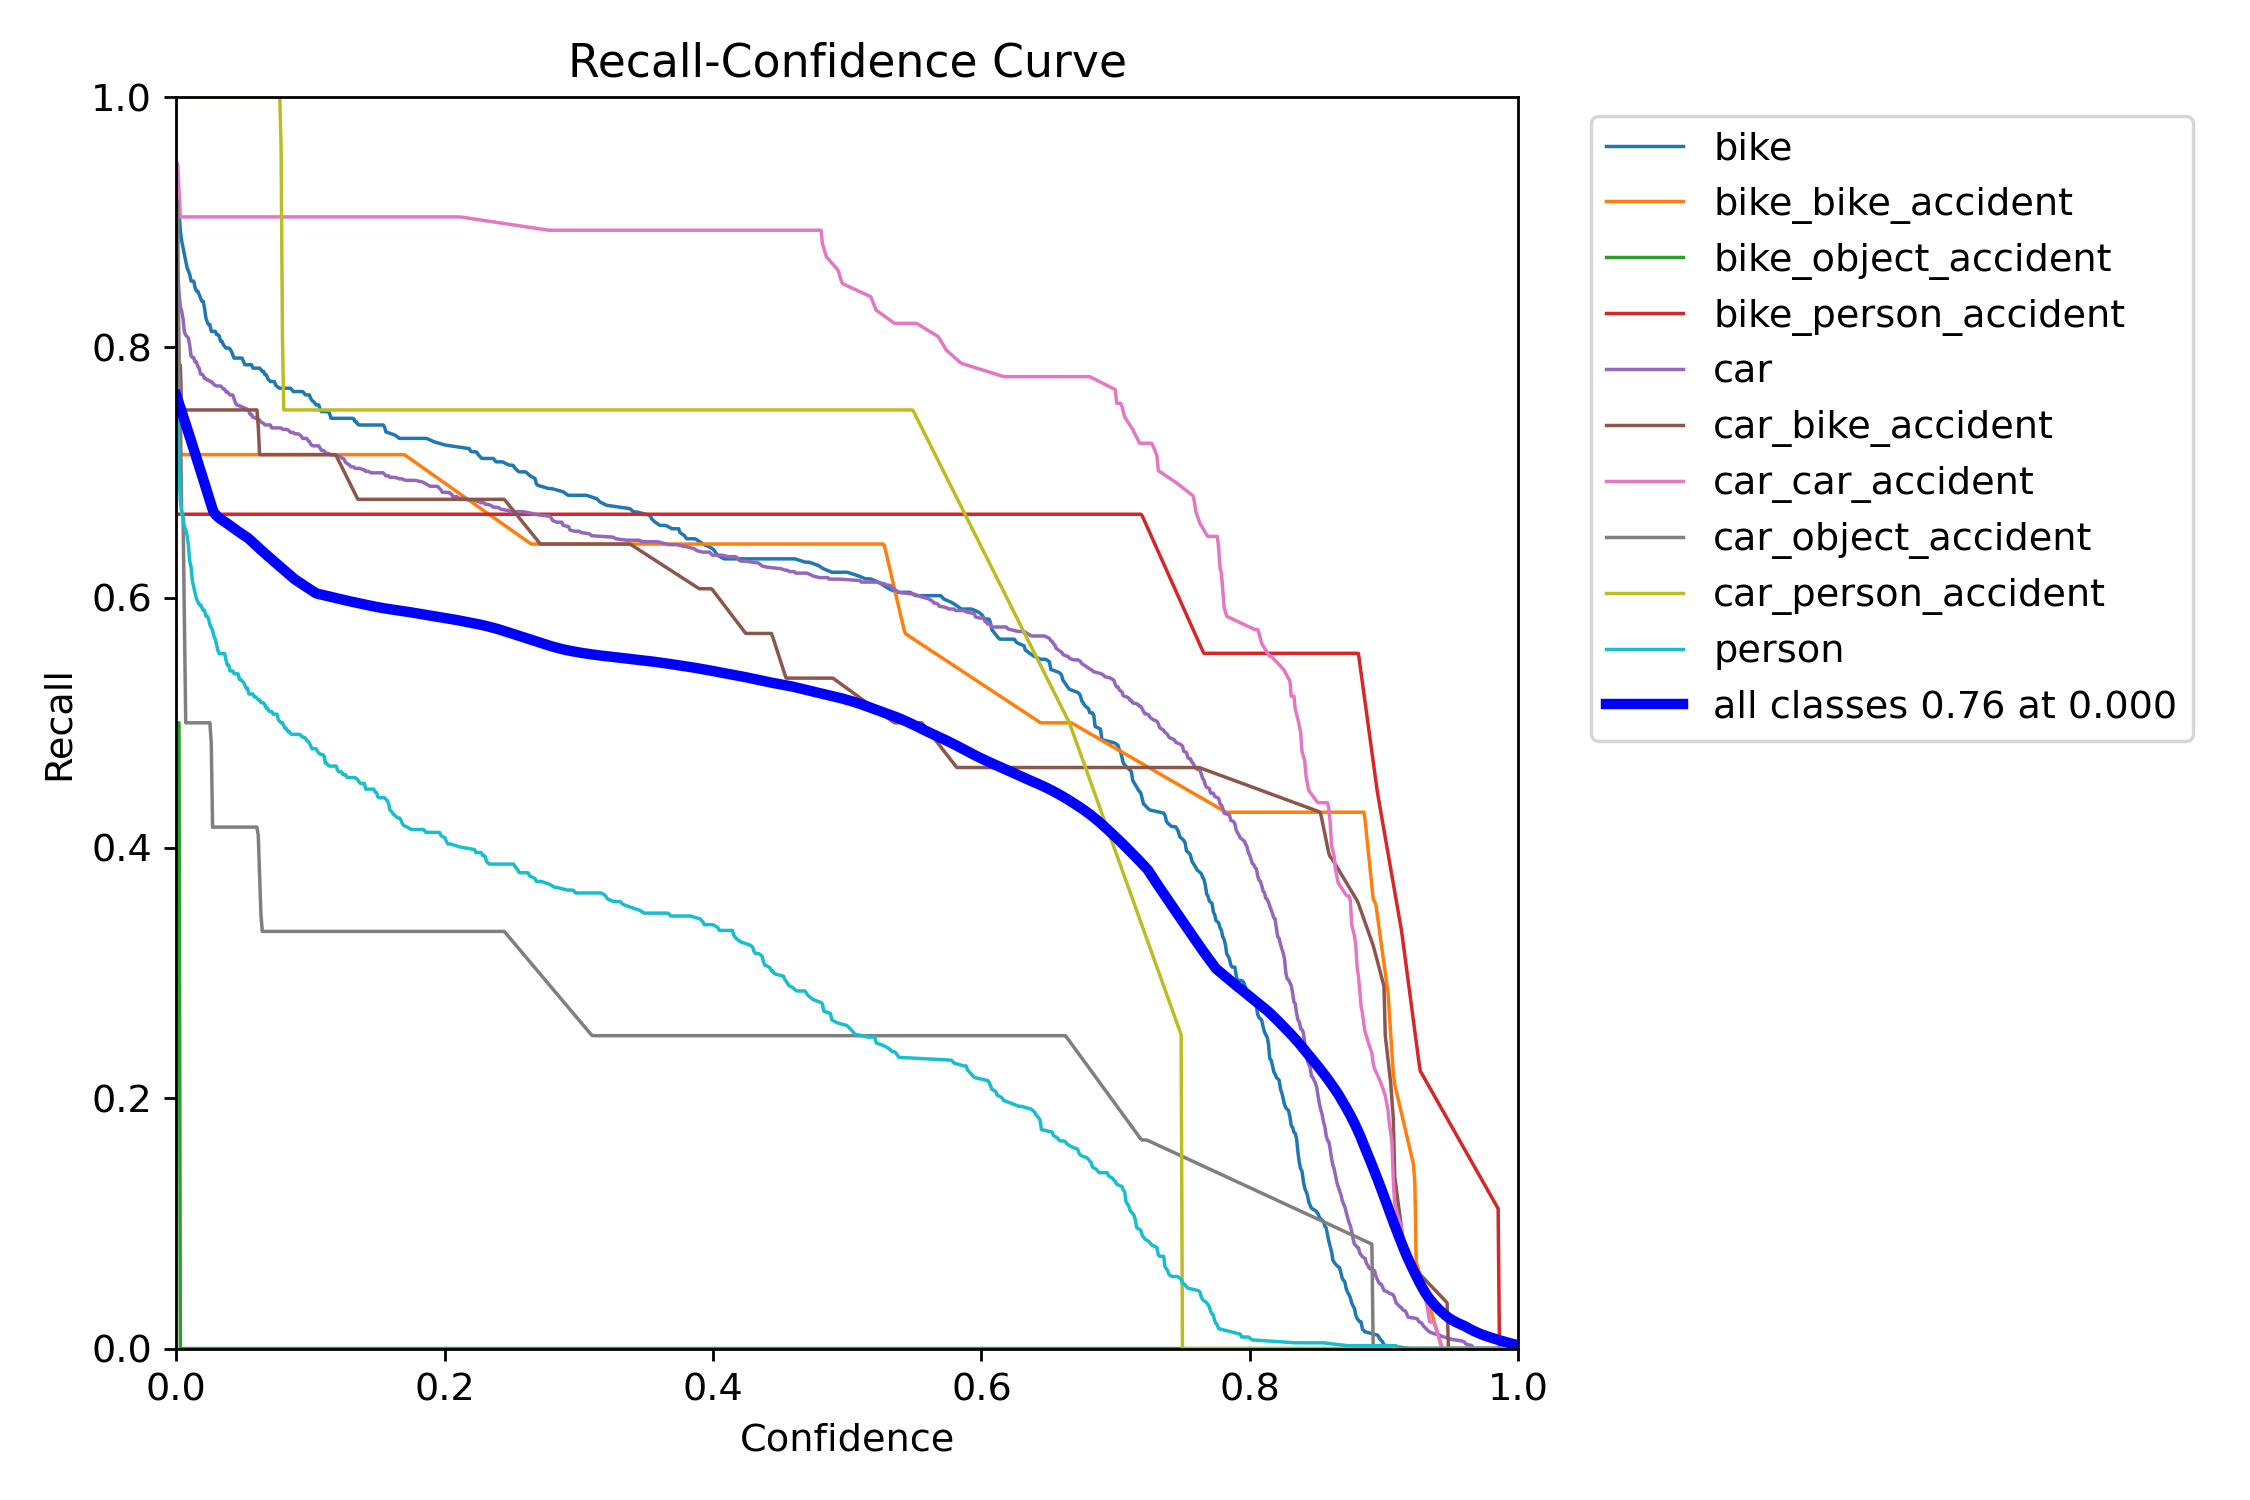 Recall-Confidence Curve
1.0
0.8
0.6
0.4
0.2
0.0
Recall
0.0 0.2 0.4 0.6 0.8 1.0
Confidence
bike
bike_bike_accident
bike_object_accident
bike_person_accident
car
car_bike_accident
car_car_accident
car_object_accident
car_person_accident
person
all classes 0.76 at 0.000